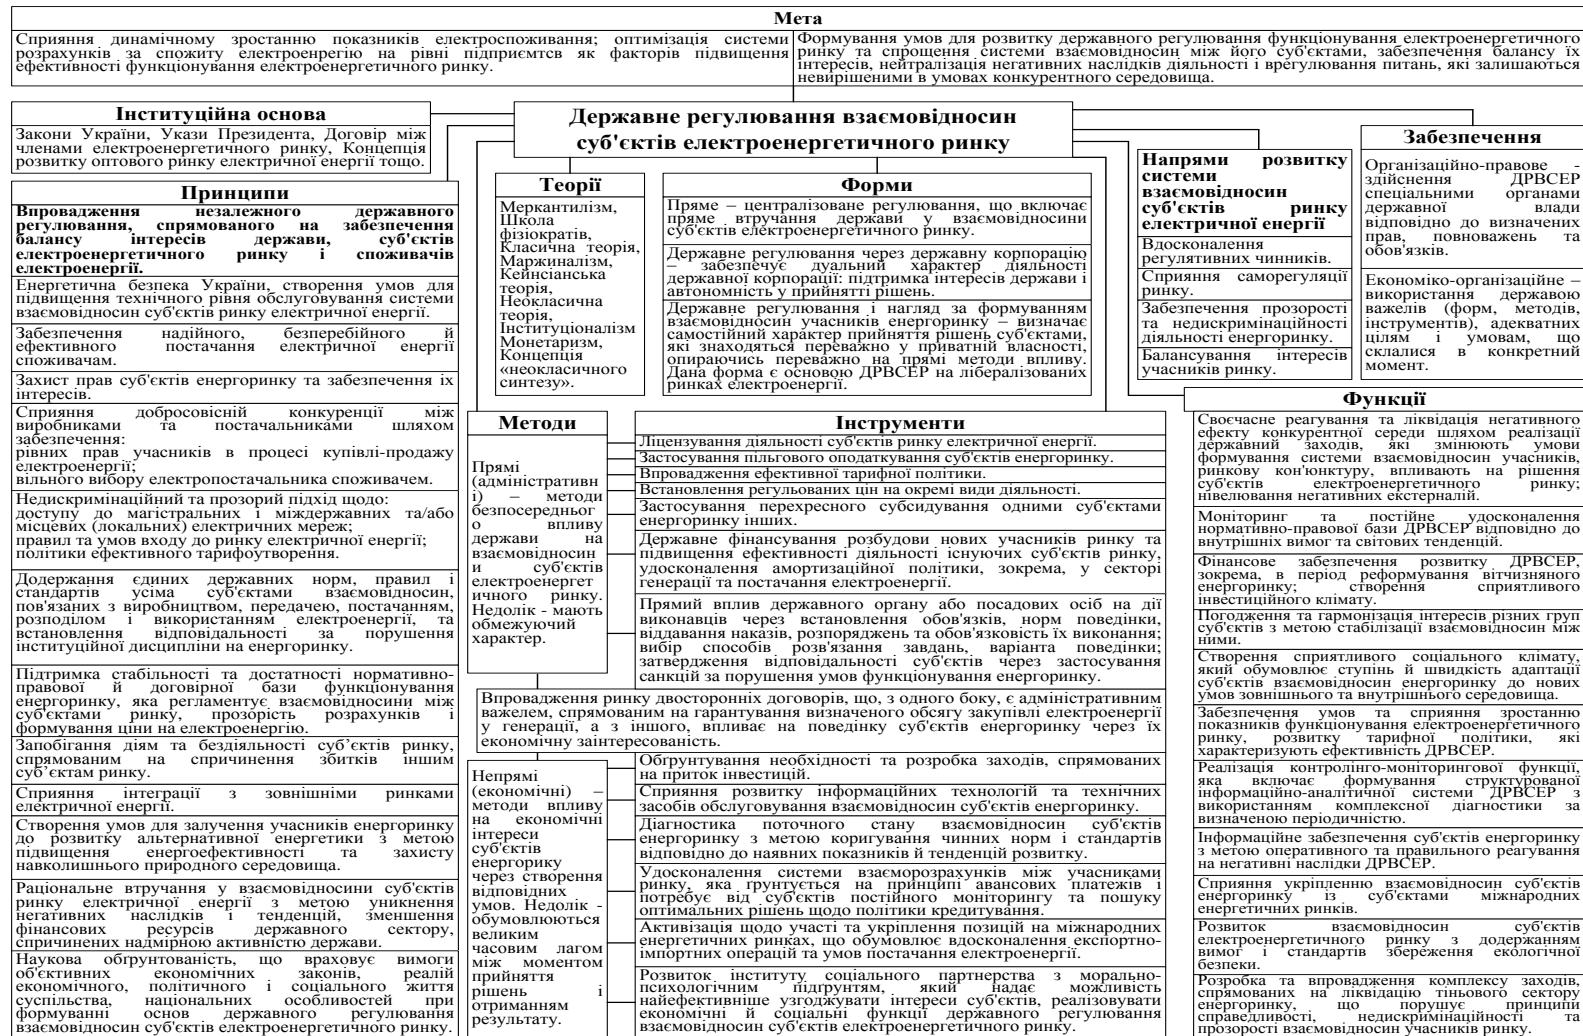 Мета
Сприяння динамічному зростанню показників електроспоживання; оптимізація системи
розрахунків за спожиту електроенрегію на рівні підприємтсв як факторів підвищення
ефективності функціонування електроенергетичного ринку.
Формування умов для розвитку державного регулювання функціонування електроенергетичного
ринку та спрощення системи взаємовідносин між його суб'єктами, забезпечення балансу їх
інтересів, нейтралізація негативних наслідків діяльності і врегулювання питань, які залишаються
невирішеними в умовах конкурентного середовища.
Інституційна основа
Закони України, Укази Президента, Договір між
членами електроенергетичного ринку, Концепція
розвитку оптового ринку електричної енергії тощо.
Державне регулювання взаємовідносин
суб'єктів електроенергетичного ринку
Принципи
Впровадження незалежного державного
регулювання, спрямованого на забезпечення
балансу інтересів держави, суб'єктів
електроенергетичного ринку і споживачів
електроенергії.
Енергетична безпека України, створення умов для
підвищення технічного рівня обслуговування системи
взаємовідносин суб'єктів ринку електричної енергії.
Забезпечення надійного, безперебійного й
ефективного постачання електричної енергії
споживачам.
Захист прав суб'єктів енергоринку та забезпечення їх
інтересів.
Сприяння добросовісній конкуренції між
виробниками та постачальниками шляхом
забезпечення:
рівних прав учасників в процесі купівлі-продажу
електроенергії;
вільного вибору електропостачальника споживачем.
Недискримінаційний та прозорий підхід щодо:
доступу до магістральних і міждержавних та/або
місцевих (локальних) електричних мереж;
правил та умов входу до ринку електричної енергії;
політики ефективного тарифоутворення.
Додержання єдиних державних норм, правил і
стандартів усіма суб'єктами взаємовідносин,
пов'язаних з виробництвом, передачею, постачанням,
розподілом і використанням електроенергії, та
встановлення відповідальності за порушення
інституційної дисципліни на енергоринку.
Підтримка стабільності та достатності нормативно-
правової й договірної бази функціонування
енергоринку, яка регламентує взаємовідносини між
суб'єктами ринку, прозорість розрахунків і
формування ціни на електроенергію.
Запобігання діям та бездіяльності суб’єктів ринку,
спрямованим на спричинення збитків іншим
суб’єктам ринку.
Сприяння інтеграції з зовнішніми ринками
електричної енергії.
Створення умов для залучення учасників енергоринку
до розвитку альтернативної енергетики з метою
підвищення енергоефективності та захисту
навколишнього природного середовища.
Раціональне втручання у взаємовідносини суб'єктів
ринку електричної енергії з метою уникнення
негативних наслідків і тенденцій, зменшення
фінансових ресурсів державного сектору,
спричинених надмірною активністю держави.
Наукова обґрунтованість, що враховує вимоги
об'єктивних економічних законів, реалій
економічного, політичного і соціального життя
суспільства, національних особливостей при
формуванні основ державного регулювання
взаємовідносин суб'єктів електроенергетичного ринку.
Теорії
Меркантилізм,
Школа
фізіократів,
Класична теорія,
Маржиналізм,
Кейнсіанська
теорія,
Неокласична
теорія,
Інституціоналізм
Монетаризм,
Концепція
«неокласичного
синтезу».
Форми
Пряме – централізоване регулювання, що включає
пряме втручання держави у взаємовідносини
суб'єктів електроенергетичного ринку.
Державне регулювання через державну корпорацію
– забезпечує дуальний характер діяльності
державної корпорації: підтримка інтересів держави і
автономність у прийнятті рішень.
Державне регулювання і нагляд за формуванням
взаємовідносин учасників енергоринку – визначає
самостійний характер прийняття рішень суб'єктами,
які знаходяться переважно у приватній власності,
опираючись переважно на прямі методи впливу.
Дана форма є основою ДРВСЕР на лібералізованих
ринках електроенергії.
Напрями розвитку
системи
взаємовідносин
суб'єктів ринку
електричної енергії
Вдосконалення
регулятивних чинників.
Сприяння саморегуляції
ринку.
Забезпечення прозорості
та недискримінаційності
діяльності енергоринку.
Балансування інтересів
учасників ринку.
Забезпечення
Організаційно-правове -
здійснення ДРВСЕР
спеціальними органами
державної влади
відповідно до визначених
прав, повноважень та
обов'язків.
Економіко-організаційне –
використання державою
важелів (форм, методів,
інструментів), адекватних
цілям і умовам, що
склалися в конкретний
момент.
Методи
Прямі
(адміністративн
і) – методи
безпосередньог
о впливу
держави на
взаємовідносин
и суб'єктів
електроенергет
ичного ринку.
Недолік - мають
обмежуючий
характер.
Інструменти
Ліцензування діяльності суб'єктів ринку електричної енергії.
Застосування пільгового оподаткування суб'єктів енергоринку.
Впровадження ефективної тарифної політики.
Встановлення регульованих цін на окремі види діяльності.
Застосування перехресного субсидування одними суб'єктами
енергоринку інших.
Державне фінансування розбудови нових учасників ринку та
підвищення ефективності діяльності існуючих суб'єктів ринку,
удосконалення амортизаційної політики, зокрема, у секторі
генерації та постачання електроенергії.
Прямий вплив державного органу або посадових осіб на дії
виконавців через встановлення обов'язків, норм поведінки,
віддавання наказів, розпоряджень та обов'язковість їх виконання;
вибір способів розв'язання завдань, варіанта поведінки;
затвердження відповідальності суб'єктів через застосування
санкцій за порушення умов функціонування енергоринку.
Впровадження ринку двосторонніх договорів, що, з одного боку, є адміністративним
важелем, спрямованим на гарантування визначеного обсягу закупівлі електроенергії
у генерації, а з іншого, впливає на поведінку суб'єктів енергоринку через їх
економічну заінтересованість.
Непрямі
(економічні) –
методи впливу
на економічні
інтереси
суб'єктів
енергорику
через створення
відповідних
умов. Недолік -
обумовлюються
великим
часовим лагом
між моментом
прийняття
рішень і
отриманням
результату.
Обґрунтування необхідності та розробка заходів, спрямованих
на приток інвестицій.
Сприяння розвитку інформаційних технологій та технічних
засобів обслуговування взаємовідносин суб'єктів енергоринку.
Діагностика поточного стану взаємовідносин суб'єктів
енергоринку з метою коригування чинних норм і стандартів
відповідно до наявних показників й тенденцій розвитку.
Удосконалення системи взаєморозрахунків між учасниками
ринку, яка ґрунтується на принципі авансових платежів і
потребує від суб'єктів постійного моніторингу та пошуку
оптимальних рішень щодо політики кредитування.
Активізація щодо участі та укріплення позицій на міжнародних
енергетичних ринках, що обумовлює вдосконалення експортно-
імпортних операцій та умов постачання електроенергії.
Розвиток інституту соціального партнерства з морально-
психологічним підґрунтям, який надає можливість
найефективніше узгоджувати інтереси суб'єктів, реалізовувати
економічні й соціальні функції державного регулювання
взаємовідносин суб'єктів електроенергетичного ринку.
Функції
Своєчасне реагування та ліквідація негативного
ефекту конкурентної середи шляхом реалізації
державний заходів, які змінюють умови
формування системи взаємовідносин учасників,
ринкову кон'юнктуру, впливають на рішення
суб'єктів електроенергетичного ринку;
нівелювання негативних екстерналій.
Моніторинг та постійне удосконалення
нормативно-правової бази ДРВСЕР відповідно до
внутрішніх вимог та світових тенденцій.
Фінансове забезпечення розвитку ДРВСЕР,
зокрема, в період реформування вітчизняного
енергоринку; створення сприятливого
інвестиційного клімату.
Погодження та гармонізація інтересів різних груп
суб'єктів з метою стабілізації взаємовідносин між
ними.
Створення сприятливого соціального клімату,
який обумовлює ступінь й швидкість адаптації
суб'єктів взаємовідносин енергоринку до нових
умов зовнішнього та внутрішнього середовища.
Забезпечення умов та сприяння зростанню
показників функціонування електроенергетичного
ринку, розвитку тарифної політики, які
характеризують ефективність ДРВСЕР.
Реалізація контролінго-моніторингової функції,
яка включає формування структурованої
інформаційно-аналітичної системи ДРВСЕР з
використанням комплексної діагностики за
визначеною періодичністю.
Інформаційне забезпечення суб'єктів енергоринку
з метою оперативного та правильного реагування
на негативні наслідки ДРВСЕР.
Сприяння укріпленню взаємовідносин суб'єктів
енергоринку із суб'єктами міжнародних
енергетичних ринків.
Розвиток взаємовідносин суб'єктів
електроенергетичного ринку з додержанням
вимог і стандартів збереження екологічної
безпеки.
Розробка та впровадження комплексу заходів,
спрямованих на ліквідацію тіньового сектору
енергоринку, що порушує принципи
справедливості, недискримінаційності та
прозорості взаємовідносин учасників ринку.